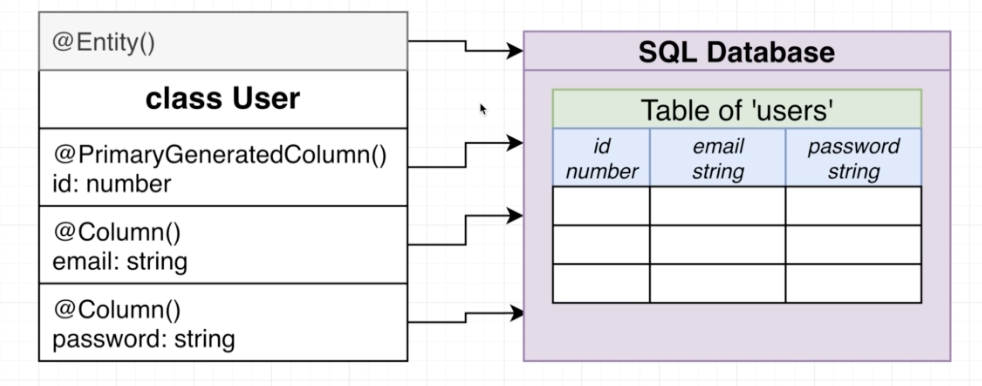 @Entity()
class User
@PrimaryGeneratedColumn()
id: number
@Column()
email: string
@Column()
password: string
SQL Database
Table of 'users'
id
number
email
string
password
string